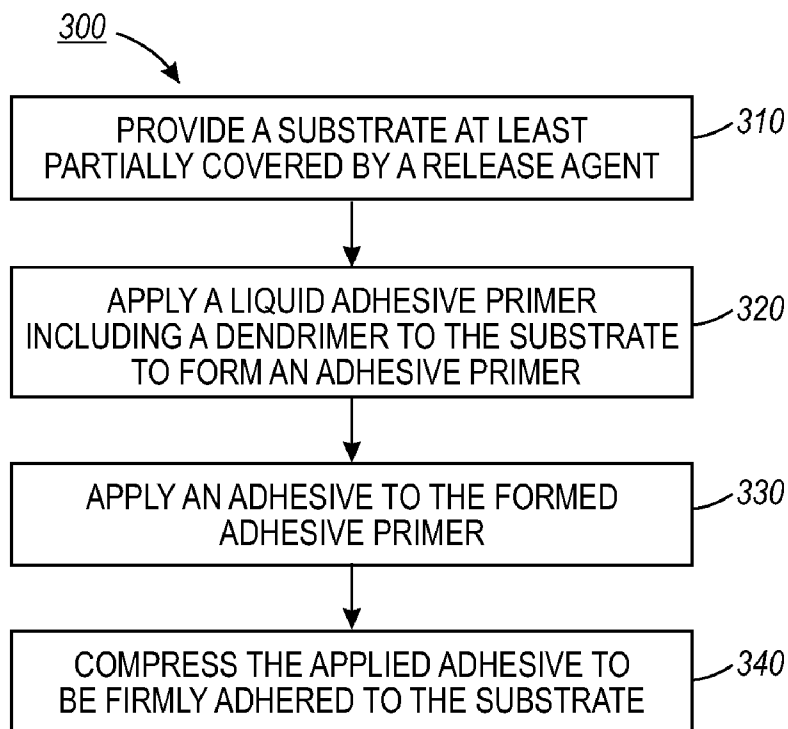 300
PROVIDE A SUBSTRATE AT LEAST
PARTIALLY COVERED BY A RELEASE AGENT
310
APPLY A LIQUID ADHESIVE PRIMER
INCLUDING A DENDRIMER TO THE SUBSTRATE
TO FORM AN ADHESIVE PRIMER
320
APPLY AN ADHESIVE TO THE FORMED
ADHESIVE PRIMER
330
COMPRESS THE APPLIED ADHESIVE TO
BE FIRMLY ADHERED TO THE SUBSTRATE
340